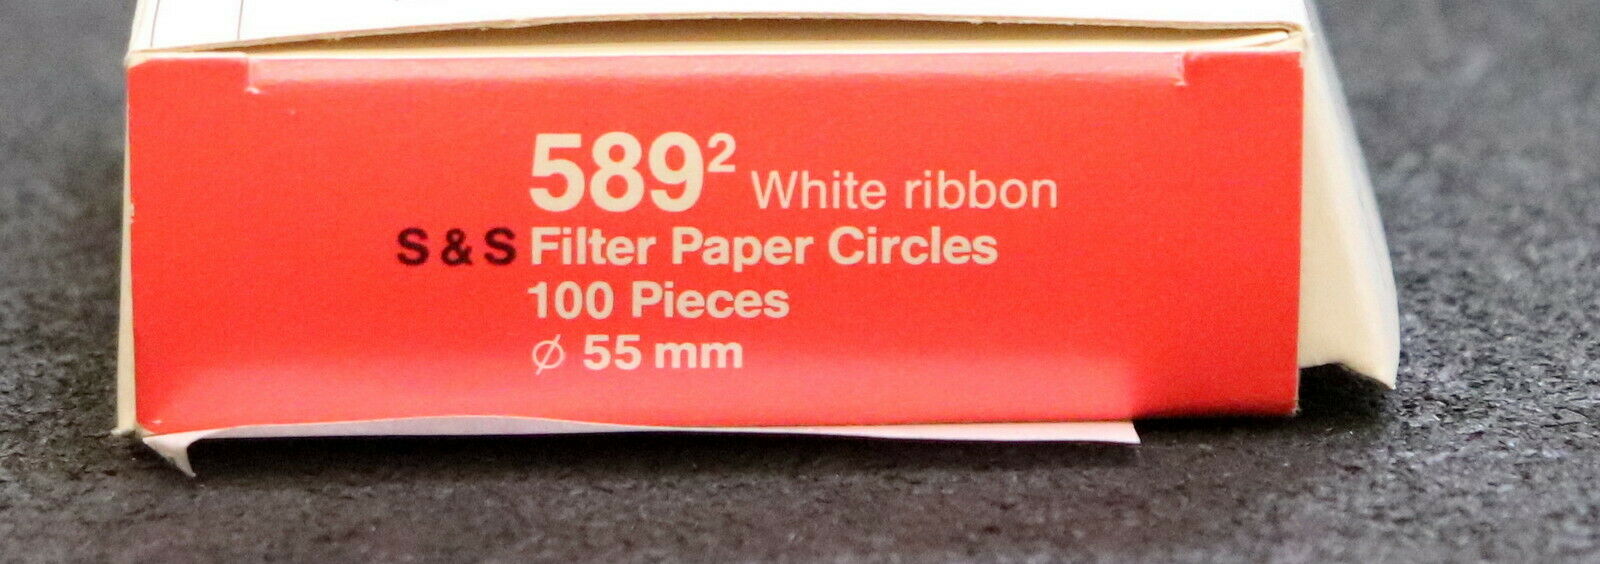 589² White ribbon
S & S Filter Paper Circles
100 Pieces
⌀ 55 mm